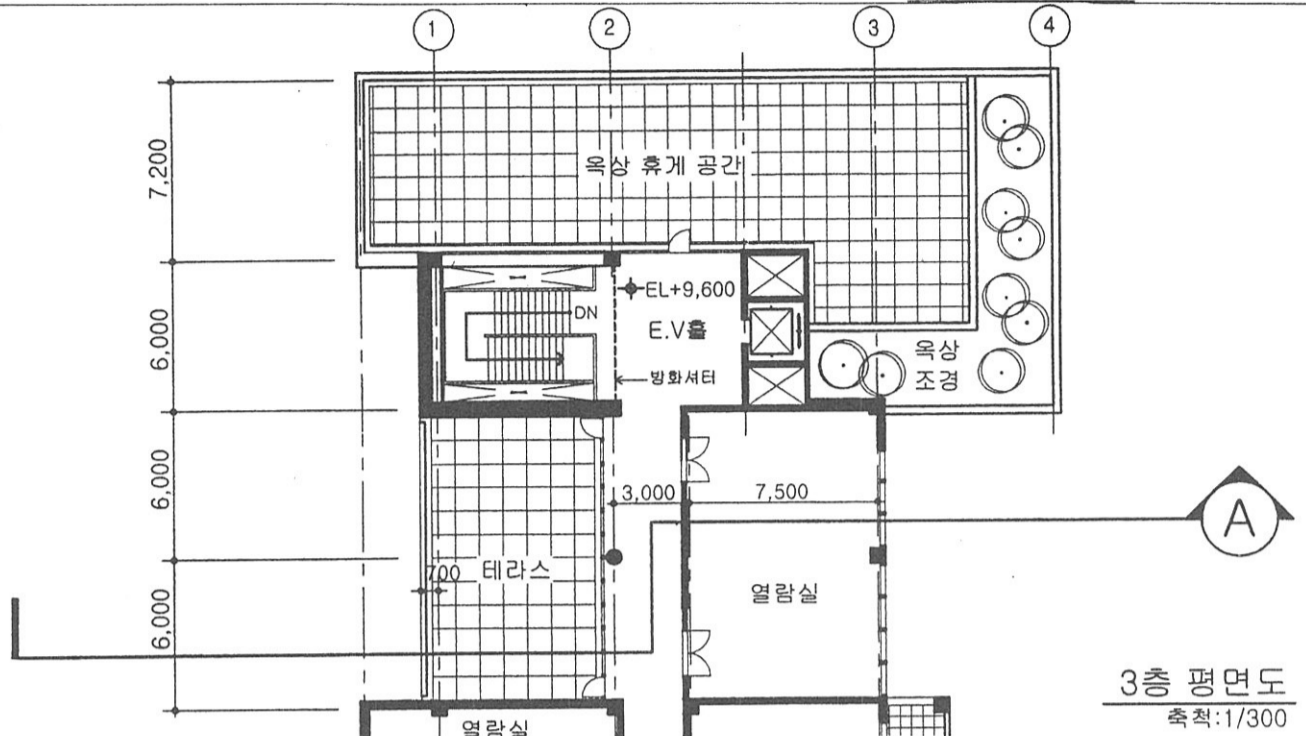 1
2
3
4
7,200
옥상 휴게 공간
EL+9,600
DN
E.V홀
6,000
방화셔터
옥상
조경
6,000
3,000
7,500
A
700
테라스
열람실
6,000
열람실
3층 평면도
축척:1/300